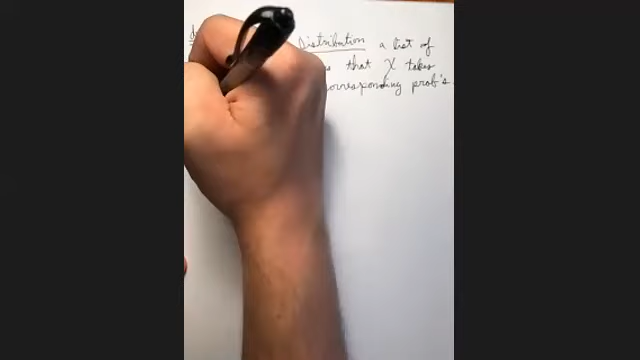 distribution a list of
that X takes
corresponding prob's.